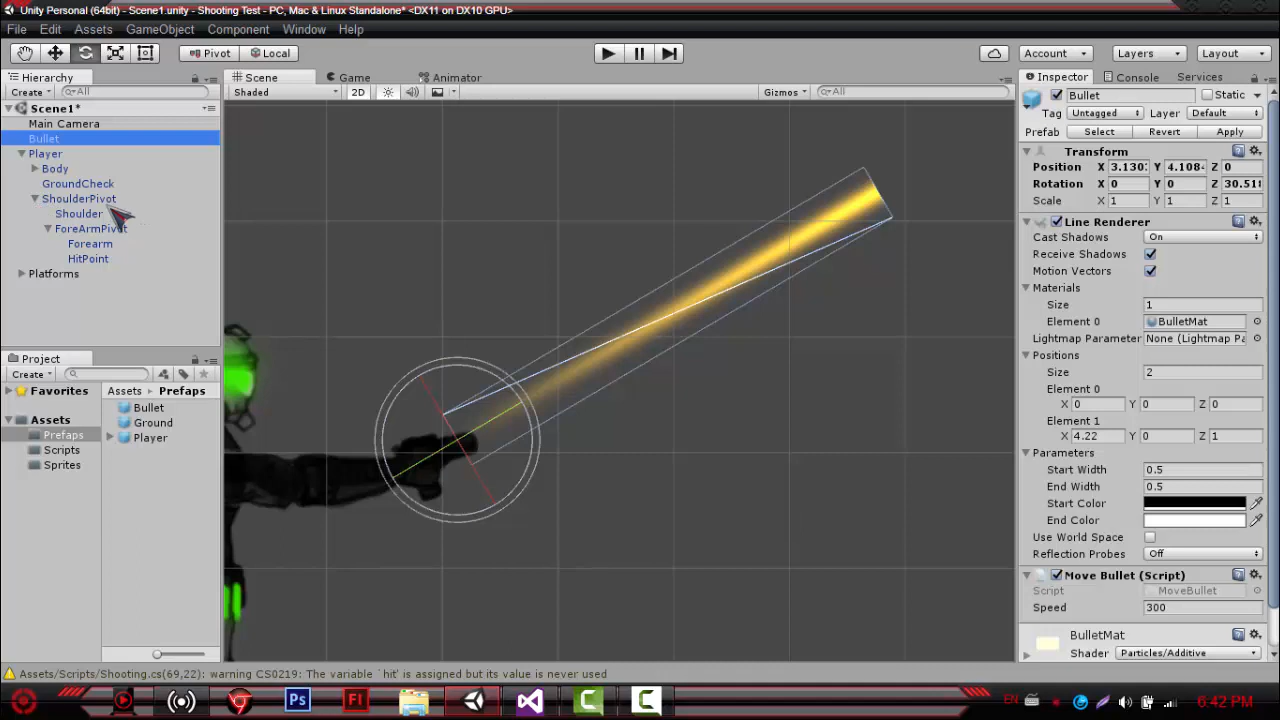 Unity Personal (64bit) - Scene1.unity - Shooting Test - PC, Mac & Linux Standalone* <DX11 on DX10 GPU>
File Edit Assets GameObject Component Window Help
Pivot Local Account Layers Layout
Hierarchy Scene Game Animator Inspector Console Services
Create All Shaded 2D Gizmos All Bullet Static
Scene1*
Tag Untagged Layer Default
Main Camera
Prefab Select Revert Apply
Bullet
Player
Transform
Body
Position X 3.130 Y 4.108 Z 0
GroundCheck
Rotation X 0 Y 0 Z 30.51
ShoulderPivot
Scale X 1 Y 1 Z 1
Shoulder
Line Renderer
ForeArmPivot
Cast Shadows On
Forearm
Receive Shadows
HitPoint
Motion Vectors
Platforms
Materials
Size 1
Element 0 BulletMat
Lightmap Parameter None (Lightmap Pa
Project
Positions
Create
Size 2
Favorites Assets Prefaps
Element 0
Bullet
X 0 Y 0 Z 0
Assets Ground
Element 1
Prefaps Player
X 4.22 Y 0 Z 1
Scripts
Parameters
Sprites
Start Width 0.5
End Width 0.5
Start Color
End Color
Use World Space
Reflection Probes Off
Move Bullet (Script)
Script MoveBullet
Speed 300
BulletMat
Shader Particles/Additive
Assets/Scripts/Shooting.cs(69,22): warning CS0219: The variable `hit' is assigned but its value is never used
Ps Fl C C EN 6:42 PM